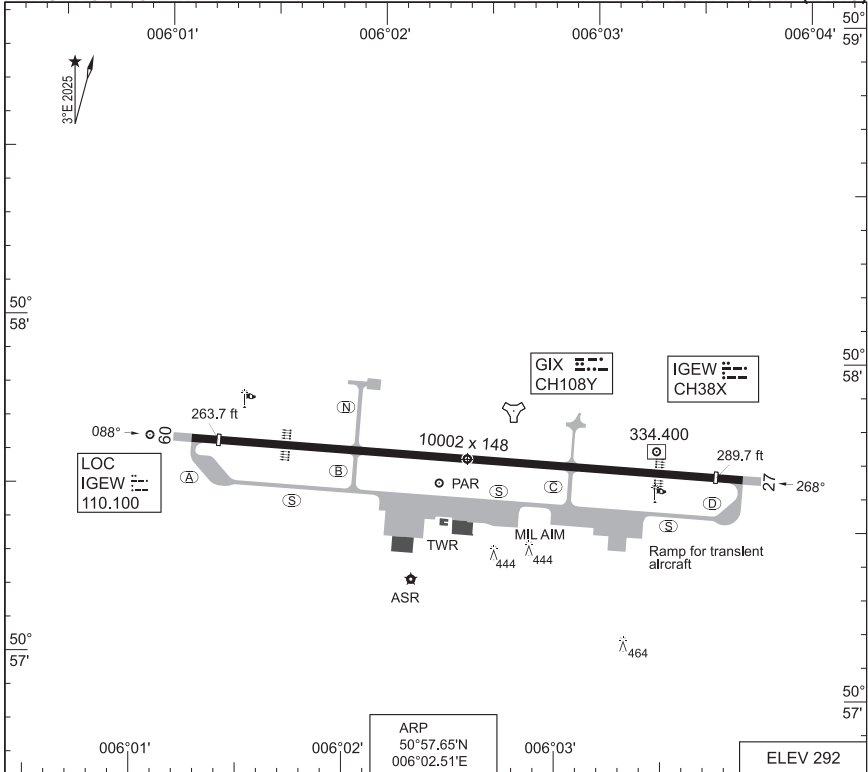 006°01'
006°02'
006°03'
006°04'
50°
59'
3°E 2025
50°
58'
50°
58'
GIX
CH108Y
IGEW
CH38X
263.7 ft
N
088°
09
10002 x 148
334.400
289.7 ft
27
268°
LOC
IGEW
110.100
A
B
PAR
S
C
D
S
S
TWR
MIL AIM
444
444
Ramp for transient
aircraft
ASR
464
50°
57'
50°
57'
ARP
50°57.65'N
006°02.51'E
006°01'
006°02'
006°03'
ELEV 292